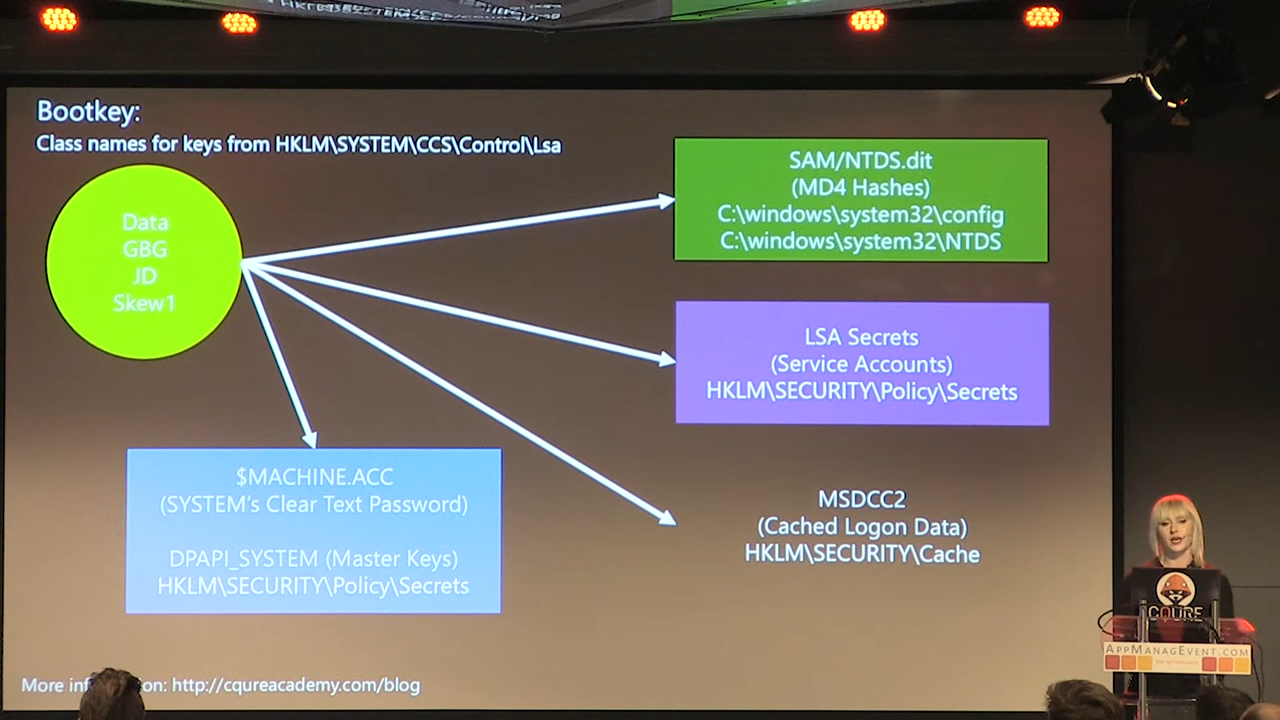 Bootkey:
Class names for keys from HKLM\SYSTEM\CCS\Control\Lsa
Data
GBG
JD
Skew1
SAM/NTDS.dit
(MD4 Hashes)
C:\windows\system32\config
C:\windows\system32\NTDS
LSA Secrets
(Service Accounts)
HKLM\SECURITY\Policy\Secrets
$MACHINE.ACC
(SYSTEM's Clear Text Password)
DPAPI_SYSTEM (Master Keys)
HKLM\SECURITY\Policy\Secrets
MSDCC2
(Cached Logon Data)
HKLM\SECURITY\Cache
More in on: http://cqureacademy.com/blog
CQURE
APPMANAGEVENT.COM